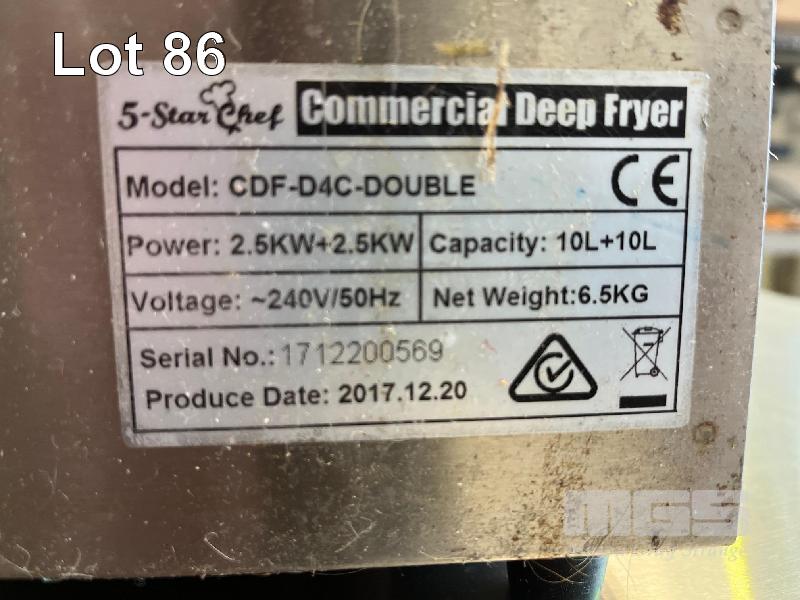 Lot 86
5-Star Chef Commercial Deep Fryer
Model: CDF-D4C-DOUBLE CE
Power: 2.5KW+2.5KW Capacity: 10L+10L
Voltage: ~240V/50Hz Net Weight:6.5KG
Serial No.: 1712200569
Produce Date: 2017.12.20
MGS